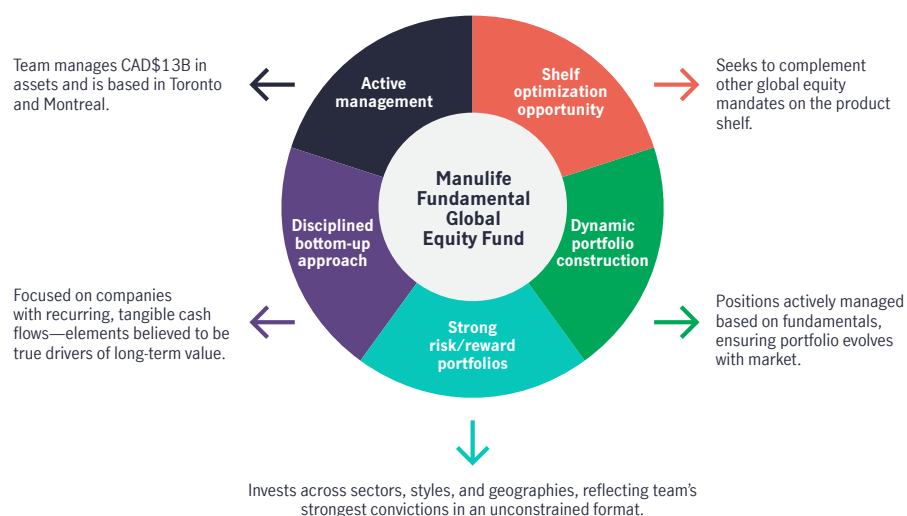 Team manages CAD$13B in
assets and is based in Toronto
and Montreal.
Active
management
Shelf
optimization
opportunity
Seeks to complement
other global equity
mandates on the product
shelf.
Manulife
Fundamental
Global
Equity Fund
Disciplined
bottom-up
approach
Dynamic
portfolio
construction
Focused on companies
with recurring, tangible cash
flows—elements believed to be
true drivers of long-term value.
Strong
risk/reward
portfolios
Positions actively managed
based on fundamentals,
ensuring portfolio evolves
with market.
Invests across sectors, styles, and geographies, reflecting team’s
strongest convictions in an unconstrained format.